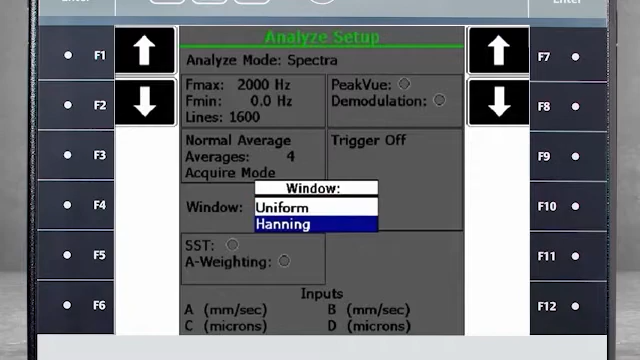 Enter
Enter
Analyze Setup
Analyze Mode: Spectra
Fmax: 2000 Hz
Fmin: 0.0 Hz
Lines: 1600
PeakVue:
Demodulation:
Normal Average
Averages: 4
Acquire Mode
Trigger Off
Window:
Window:
Uniform
Hanning
SST:
A-Weighting:
Inputs
A (mm/sec) B (mm/sec)
C (microns) D (microns)
F1
F2
F3
F4
F5
F6
F7
F8
F9
F10
F11
F12